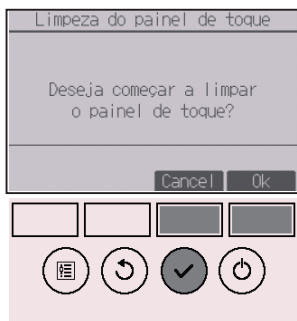 Limpeza do painel de toque
Deseja começar a limpar
o painel de toque?
Cancel Ok